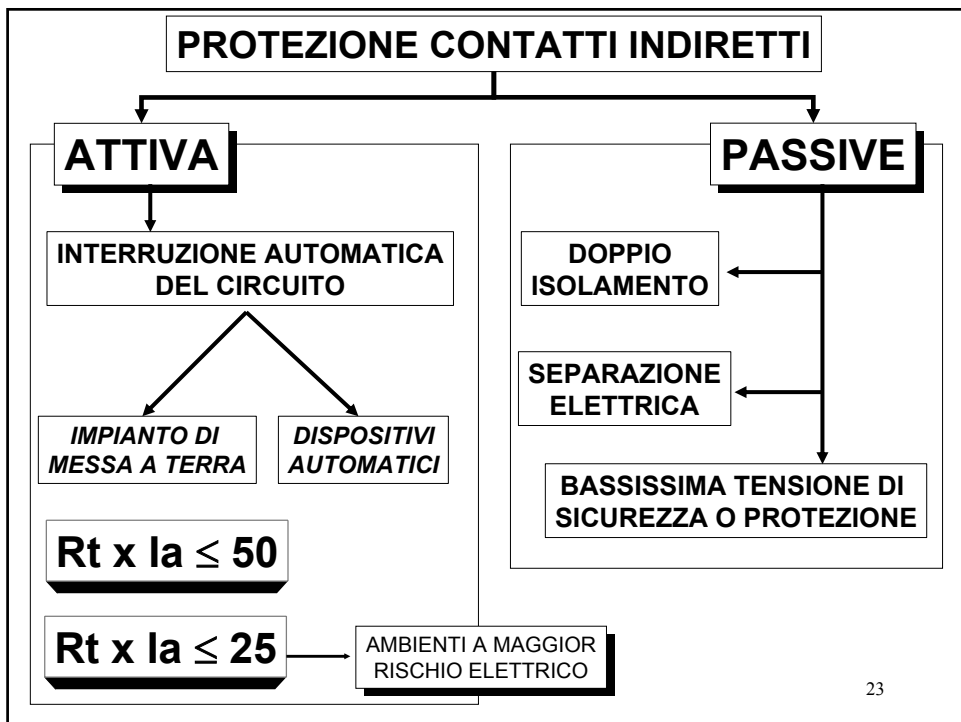 PROTEZIONE CONTATTI INDIRETTI
ATTIVA
INTERRUZIONE AUTOMATICA
DEL CIRCUITO
IMPIANTO DI
MESSA A TERRA
DISPOSITIVI
AUTOMATICI
Rt x Ia ≤ 50
Rt x Ia ≤ 25
AMBIENTI A MAGGIOR
RISCHIO ELETTRICO
PASSIVE
DOPPIO
ISOLAMENTO
SEPARAZIONE
ELETTRICA
BASSISSIMA TENSIONE DI
SICUREZZA O PROTEZIONE
23